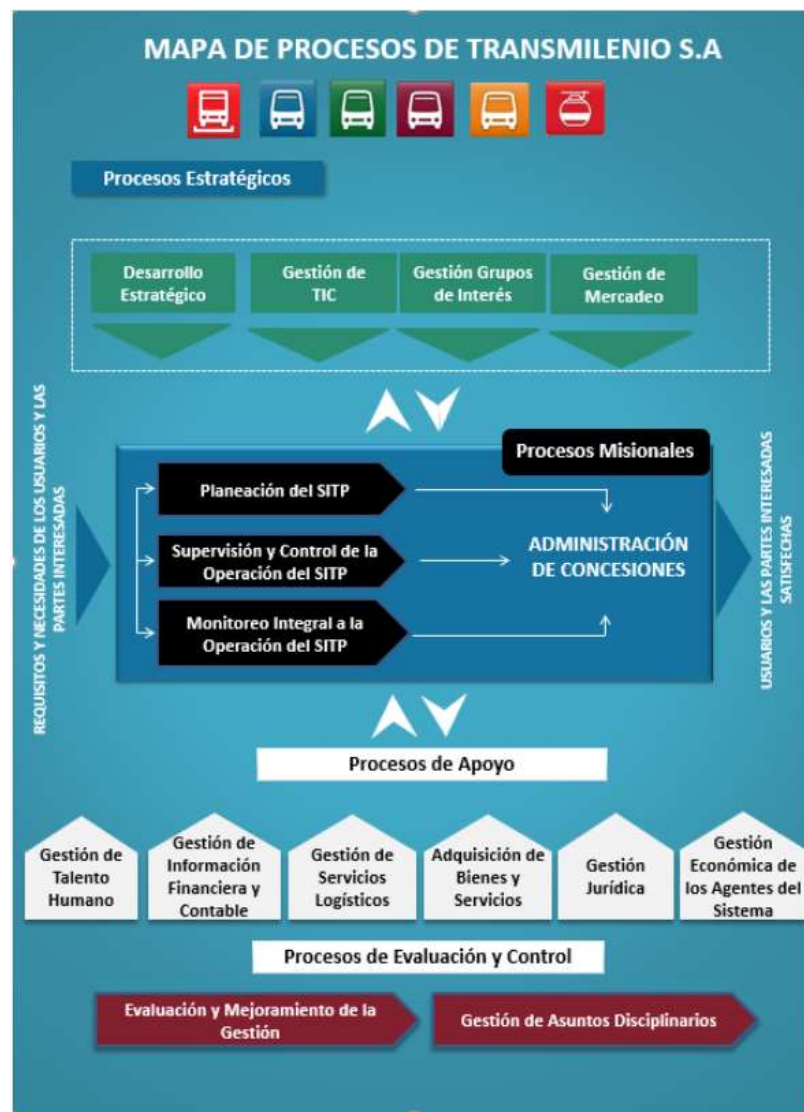 MAPA DE PROCESOS DE TRANSMILENIO S.A
Procesos Estratégicos
Desarrollo
Estratégico
Gestión de
TIC
Gestión Grupos
de Interés
Gestión de
Mercadeo
REQUISITOS Y NECESIDADES DE LOS USUARIOS Y LAS
PARTES INTERESADAS
Procesos Misionales
Planeación del SITP
Supervisión y Control de la
Operación del SITP
Monitoreo Integral a la
Operación del SITP
ADMINISTRACIÓN
DE CONCESIONES
USUARIOS Y LAS PARTES INTERESADAS
SATISFECHAS
Procesos de Apoyo
Gestión de
Talento
Humano
Gestión de
Información
Financiera y
Contable
Gestión de
Servicios
Logísticos
Adquisición de
Bienes y
Servicios
Gestión
Jurídica
Gestión
Económica de
los Agentes del
Sistema
Procesos de Evaluación y Control
Evaluación y Mejoramiento de la
Gestión
Gestión de Asuntos Disciplinarios